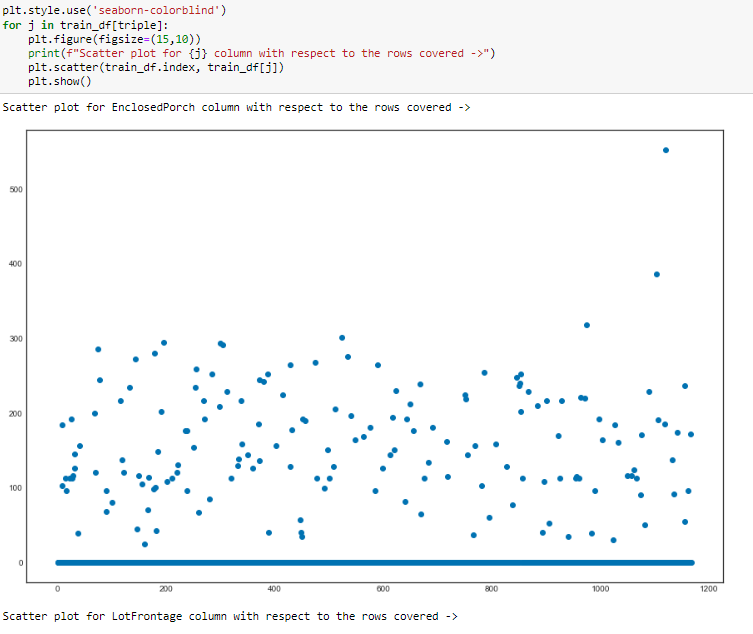 plt.style.use('seaborn-colorblind')
for j in train_df[triple]:
    plt.figure(figsize=(15,10))
    print(f"Scatter plot for {j} column with respect to the rows covered ->")
    plt.scatter(train_df.index, train_df[j])
    plt.show()
Scatter plot for EnclosedPorch column with respect to the rows covered ->
500
400
300
200
100
0
0 200 400 600 800 1000 1200
Scatter plot for LotFrontage column with respect to the rows covered ->